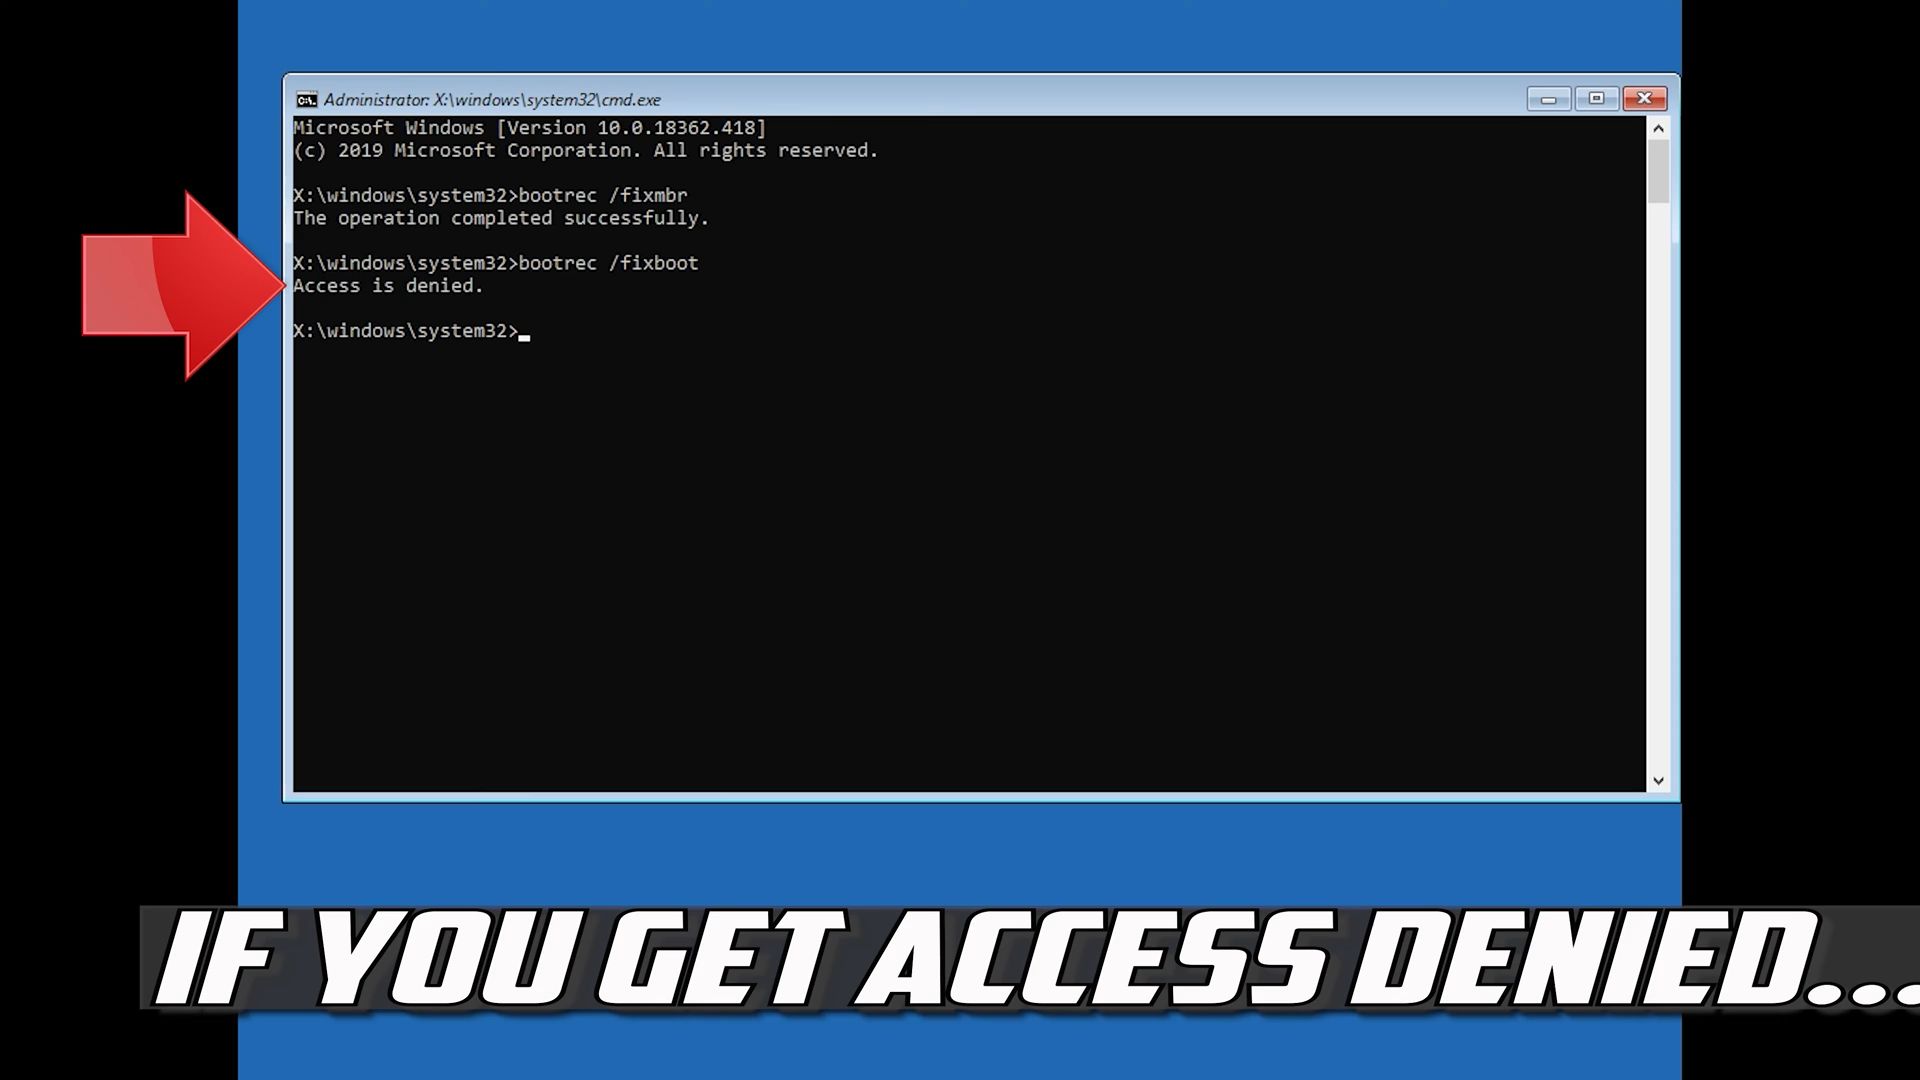 Administrator: X:\windows\system32\cmd.exe
Microsoft Windows [Version 10.0.18362.418]
(c) 2019 Microsoft Corporation. All rights reserved.
X:\windows\system32>bootrec /fixmbr
The operation completed successfully.
X:\windows\system32>bootrec /fixboot
Access is denied.
X:\windows\system32>_
IF YOU GET ACCESS DENIED...